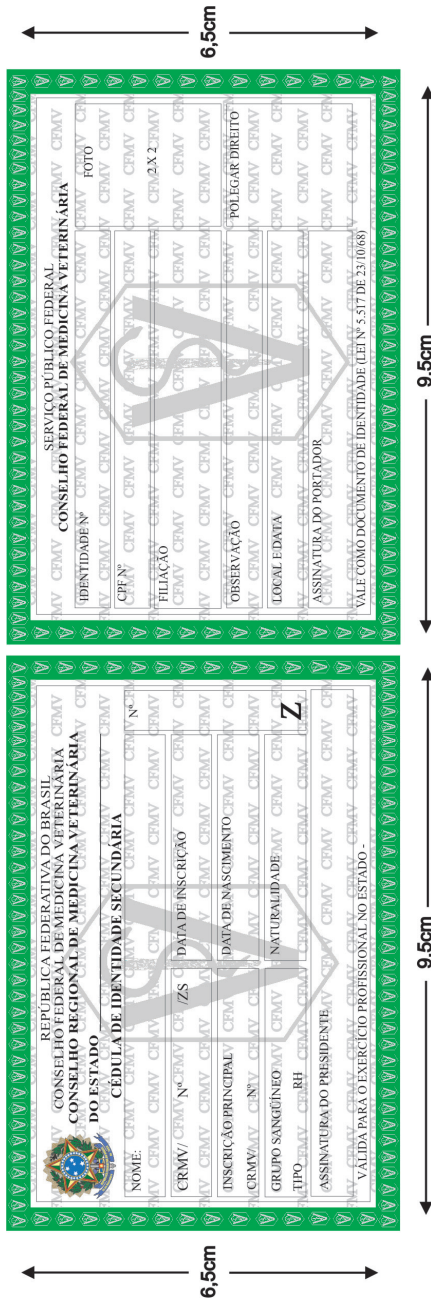 REPÚBLICA FEDERATIVA DO BRASIL
CONSELHO FEDERAL DE MEDICINA VETERINÁRIA
CONSELHO REGIONAL DE MEDICINA VETERINÁRIA
DO ESTADO
CÉDULA DE IDENTIDADE SECUNDÁRIA
NOME:
Nº
CRMV/ Nº /ZS
DATA DE INSCRIÇÃO
INSCRIÇÃO PRINCIPAL
CRMV/ Nº
DATA DE NASCIMENTO
GRUPO SANGÜÍNEO
TIPO RH
NATURALIDADE
Z
ASSINATURA DO PRESIDENTE
VÁLIDA PARA O EXERCÍCIO PROFISSIONAL NO ESTADO -
6,5cm
9,5cm
SERVIÇO PÚBLICO FEDERAL
CONSELHO FEDERAL DE MEDICINA VETERINÁRIA
IDENTIDADE Nº
FOTO
2 X 2
CPF Nº
FILIAÇÃO
OBSERVAÇÃO
POLEGAR DIREITO
LOCAL E DATA
ASSINATURA DO PORTADOR
VALE COMO DOCUMENTO DE IDENTIDADE (LEI Nº 5.517 DE 23/10/68)
6,5cm
9,5cm